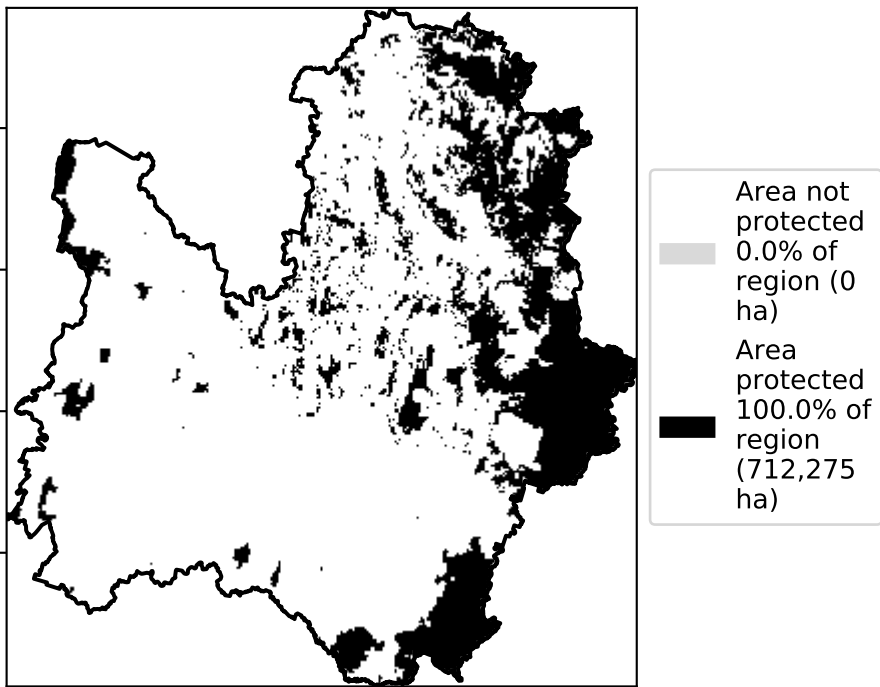 Area not
protected
0.0% of
region (0
ha)
Area
protected
100.0% of
region
(712,275
ha)